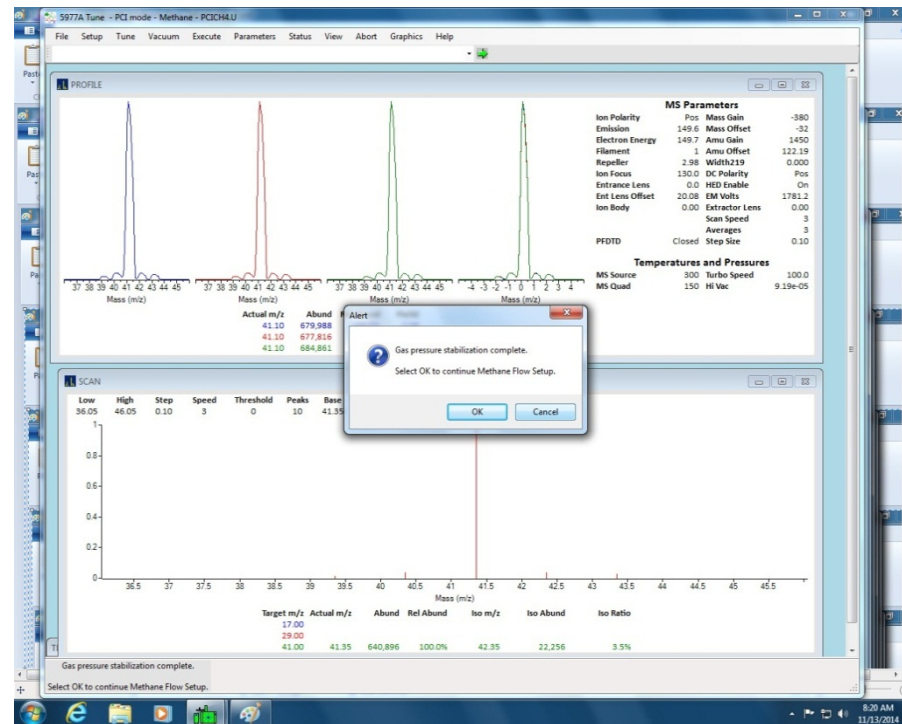 5977A Tune - PCI mode - Methane - PCICH4.U
File Setup Tune Vacuum Execute Parameters Status View Abort Graphics Help
Paste
PROFILE
MS Parameters
Ion Polarity Pos Mass Gain -380
Emission 149.6 Mass Offset -32
Electron Energy 149.7 Amu Gain 1450
Filament 1 Amu Offset 122.19
Repeller 2.98 Width219 0.000
Ion Focus 130.0 DC Polarity Pos
Entrance Lens 0.0 HED Enable On
Ent Lens Offset 20.08 EM Volts 1781.2
Ion Body 0.00 Extractor Lens 0.00
Scan Speed 3
Averages 3
PFDTD Closed Step Size 0.10
Temperatures and Pressures
MS Source 300 Turbo Speed 100.0
MS Quad 150 Hi Vac 9.19e-05
37 38 39 40 41 42 43 44 45 37 38 39 40 41 42 43 44 45 37 38 39 40 41 42 43 44 45 -4 -3 -2 -1 0 1 2 3 4
Mass (m/z) Mass (m/z) Mass (m/z) Mass (m/z)
Actual m/z Abund
41.10 679,988
41.10 677,816
41.10 684,861
Alert
Gas pressure stabilization complete.
Select OK to continue Methane Flow Setup.
OK Cancel
SCAN
Low High Step Speed Threshold Peaks Base
36.05 46.05 0.10 3 0 10 41.35
1
0.8
0.6
0.4
0.2
0
36.5 37 37.5 38 38.5 39 39.5 40 40.5 41 41.5 42 42.5 43 43.5 44 44.5 45 45.5
Mass (m/z)
Target m/z Actual m/z Abund Rel Abund Iso m/z Iso Abund Iso Ratio
17.00
29.00
41.00 41.35 640,896 100.0% 42.35 22,256 3.5%
Gas pressure stabilization complete.
Select OK to continue Methane Flow Setup.
8:20 AM
11/13/2014